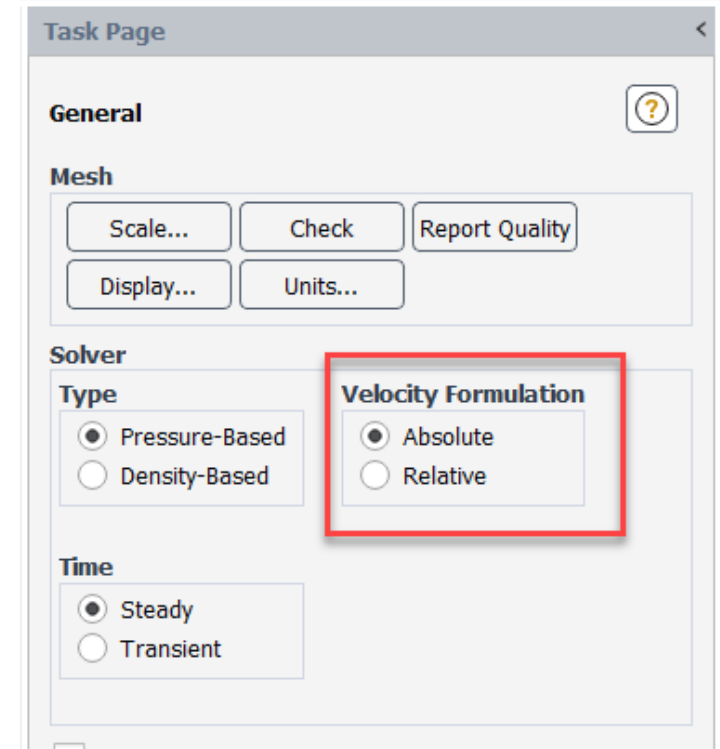 Task Page
<
General
?
Mesh
Scale... Check Report Quality
Display... Units...
Solver
Type Velocity Formulation
Pressure-Based Absolute
Density-Based Relative
Time
Steady
Transient